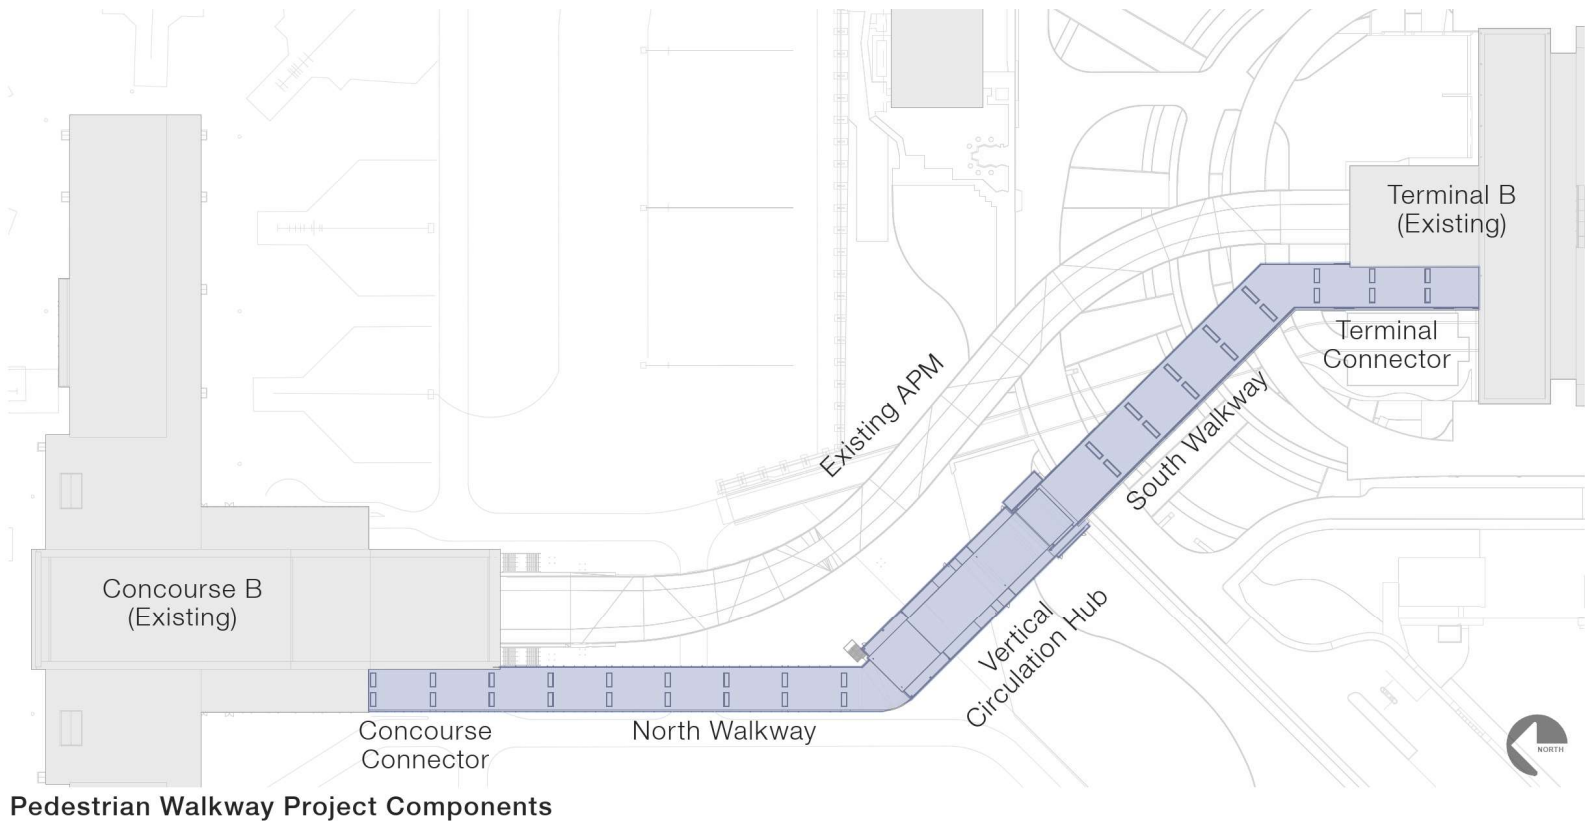 Terminal B
(Existing)
Terminal
Connector
Existing APM
South Walkway
Concourse B
(Existing)
Vertical
Circulation Hub
Concourse
Connector
North Walkway
NORTH
Pedestrian Walkway Project Components